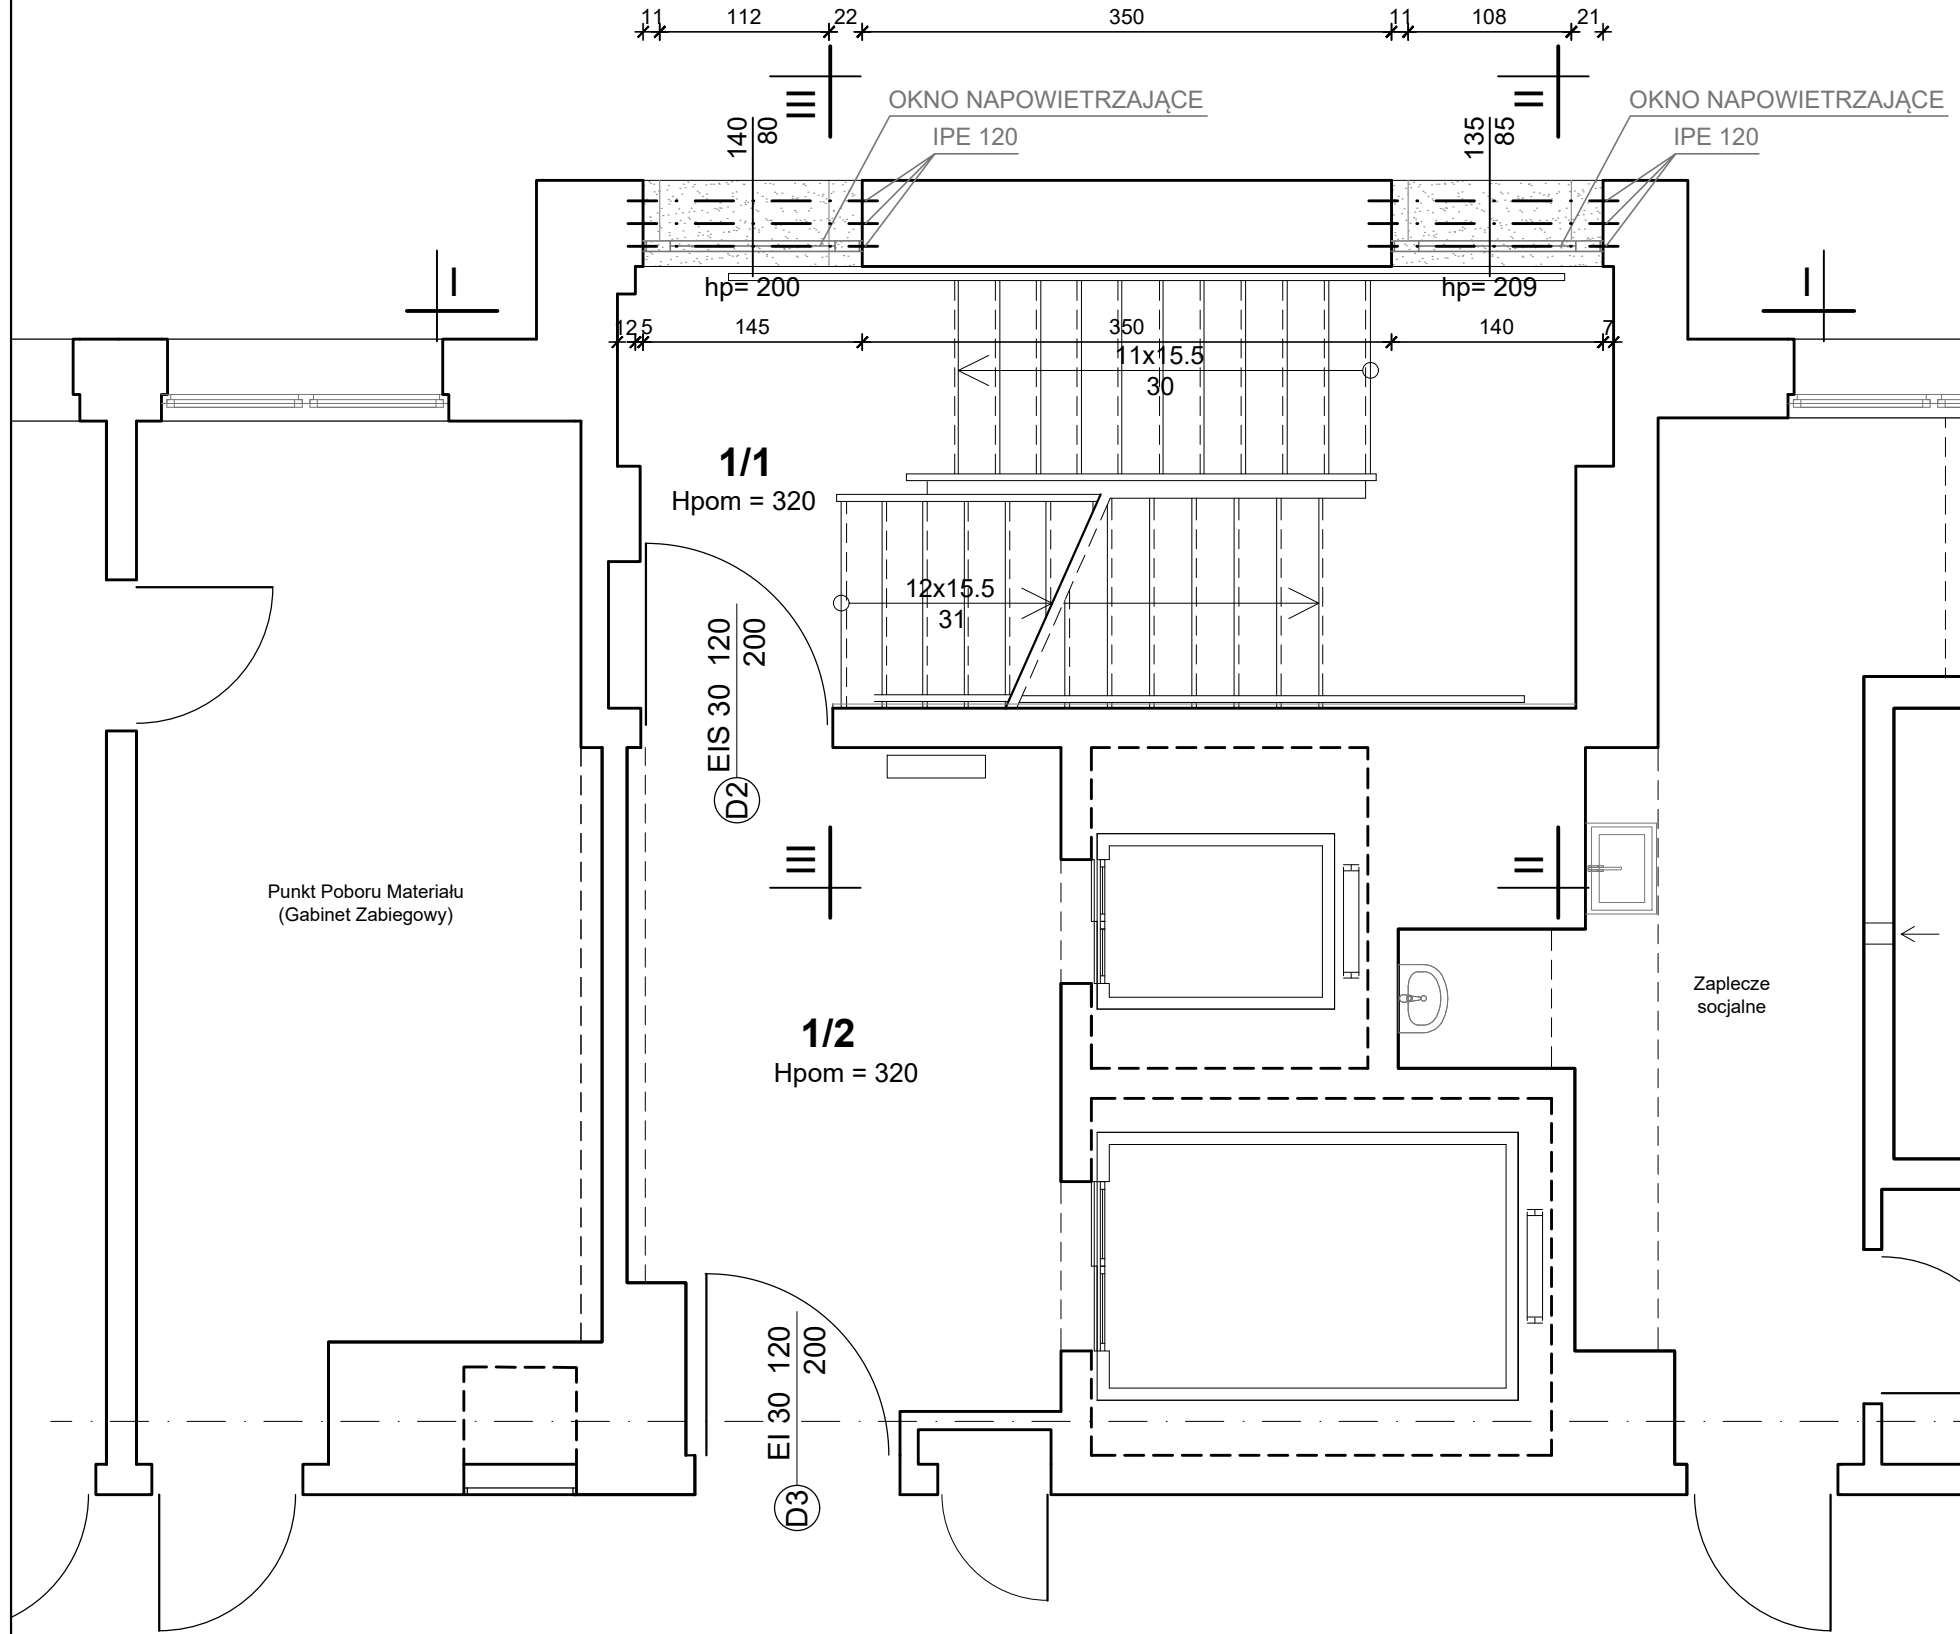 11 112 22 350 11 108 21
III
II
OKNO NAPOWIETRZAJĄCE
OKNO NAPOWIETRZAJĄCE
140
80
IPE 120
135
85
IPE 120
I
I
hp= 200
hp= 209
12 5 145 350 140 7
11x15.5
30
1/1
Hpom = 320
12x15.5
31
EIS 30 120
200
D2
III
II
Punkt Poboru Materiału
(Gabinet Zabiegowy)
Zaplecze
socjalne
1/2
Hpom = 320
EI 30 120
200
D3